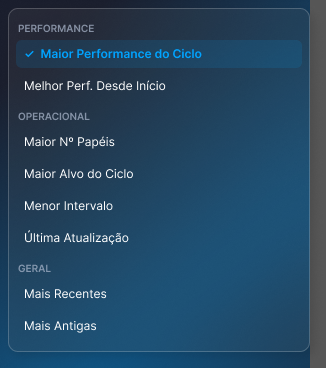 PERFORMANCE
✓ Maior Performance do Ciclo
Melhor Perf. Desde Início
OPERACIONAL
Maior Nº Papéis
Maior Alvo do Ciclo
Menor Intervalo
Última Atualização
GERAL
Mais Recentes
Mais Antigas